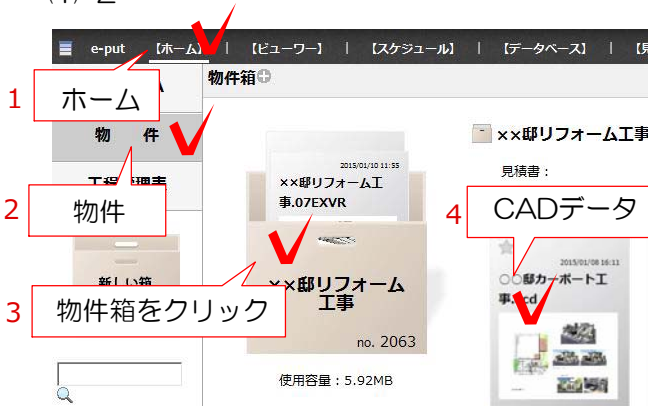 e-put 【ホーム】 | 【ビューワー】 | 【スケジュール】 | 【データベース】 |
1 ホーム
物件箱
物 件
××邸リフォーム工事
見積書：
2015/01/10 11:55
××邸リフォーム工
事.07EXVR
2 物件
4 CADデータ
2015/01/08 16:11
○○邸カーポート工
新しい箱
××邸リフォーム
工事
3 物件箱をクリック
no. 2063
使用容量：5.92MB